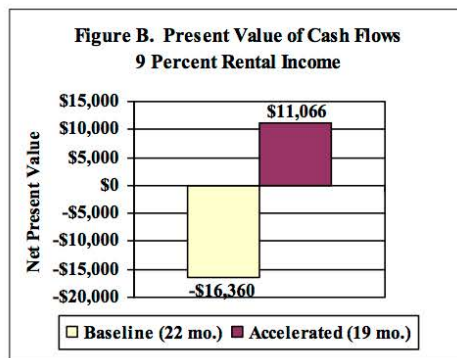 Figure B. Present Value of Cash Flows
9 Percent Rental Income
Net Present Value
$15,000
$10,000
$5,000
$0
-$5,000
-$10,000
-$15,000
-$20,000
$11,066
-$16,360
Baseline (22 mo.)
Accelerated (19 mo.)